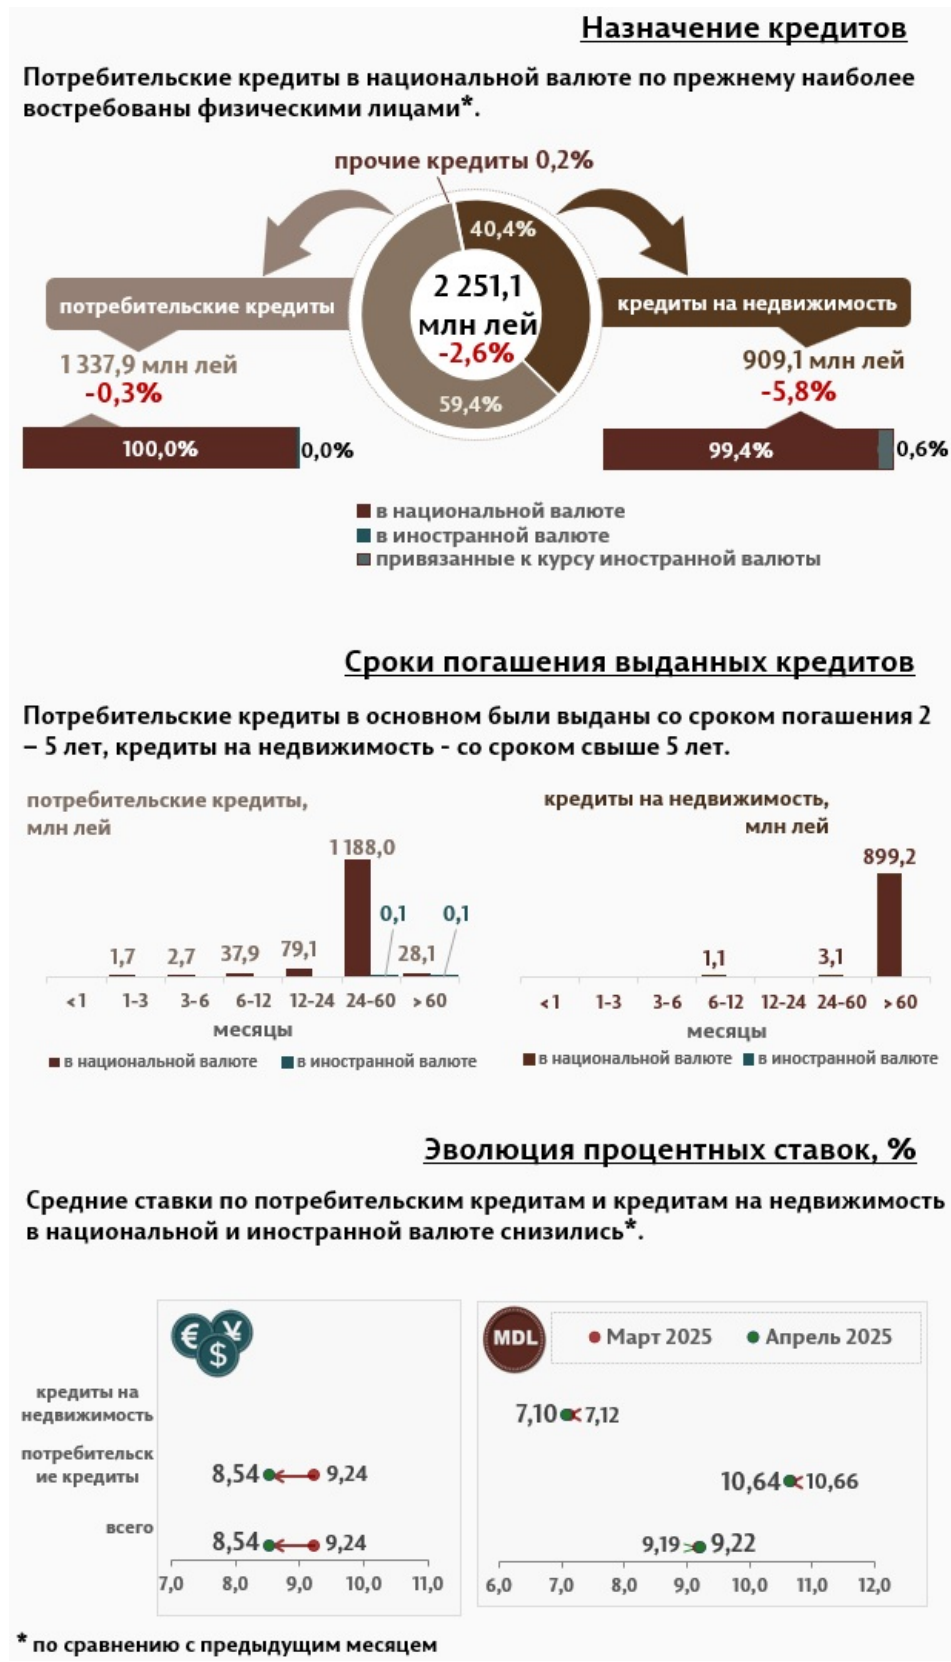 Назначение кредитов
Потребительские кредиты в национальной валюте по прежнему наиболее
востребованы физическими лицами*.
прочие кредиты 0,2%
40,4%
2 251,1
млн лей
-2,6%
59,4%
потребительские кредиты
1 337,9 млн лей
-0,3%
100,0%
0,0%
кредиты на недвижимость
909,1 млн лей
-5,8%
99,4%
0,6%
в национальной валюте
в иностранной валюте
привязанные к курсу иностранной валюты
Сроки погашения выданных кредитов
Потребительские кредиты в основном были выданы со сроком погашения 2
– 5 лет, кредиты на недвижимость - со сроком свыше 5 лет.
потребительские кредиты,
млн лей
1 188,0
0,1 0,1
1,7 2,7 37,9 79,1 28,1
<1 1-3 3-6 6-12 12-24 24-60 >60
месяцы
в национальной валюте в иностранной валюте
кредиты на недвижимость,
млн лей
899,2
1,1 3,1
<1 1-3 3-6 6-12 12-24 24-60 >60
месяцы
в национальной валюте в иностранной валюте
Эволюция процентных ставок, %
Средние ставки по потребительским кредитам и кредитам на недвижимость
в национальной и иностранной валюте снизились*.
€ ¥
$
кредиты на
недвижимость
потребительск
ие кредиты
8,54 9,24
всего
8,54 9,24
7,0 8,0 9,0 10,0 11,0
MDL
Март 2025 Апрель 2025
7,10 7,12
10,64 10,66
9,19 9,22
6,0 7,0 8,0 9,0 10,0 11,0 12,0
* по сравнению с предыдущим месяцем